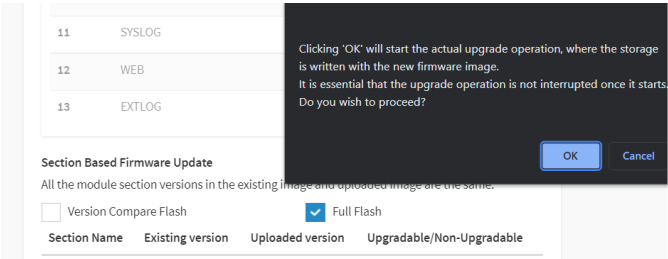 11 SYSLOG
12 WEB
13 EXTLOG
Clicking 'OK' will start the actual upgrade operation, where the storage
is written with the new firmware image.
It is essential that the upgrade operation is not interrupted once it starts.
Do you wish to proceed?
OK Cancel
Section Based Firmware Update
All the module section versions in the existing image and uploaded image are the same.
Version Compare Flash Full Flash
Section Name Existing version Uploaded version Upgradable/Non-Upgradable